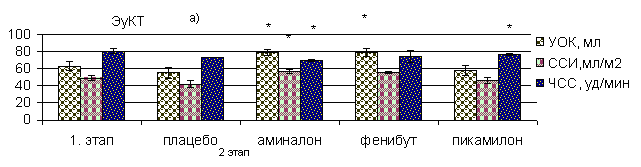 ЭуКТ а)
* * * * *
100
80
60
40
20
0
1. этап плацебо аминалон фенибут пикамилон
2 этап
УОК, мл
ССИ,мл/м2
ЧСС, уд/мин